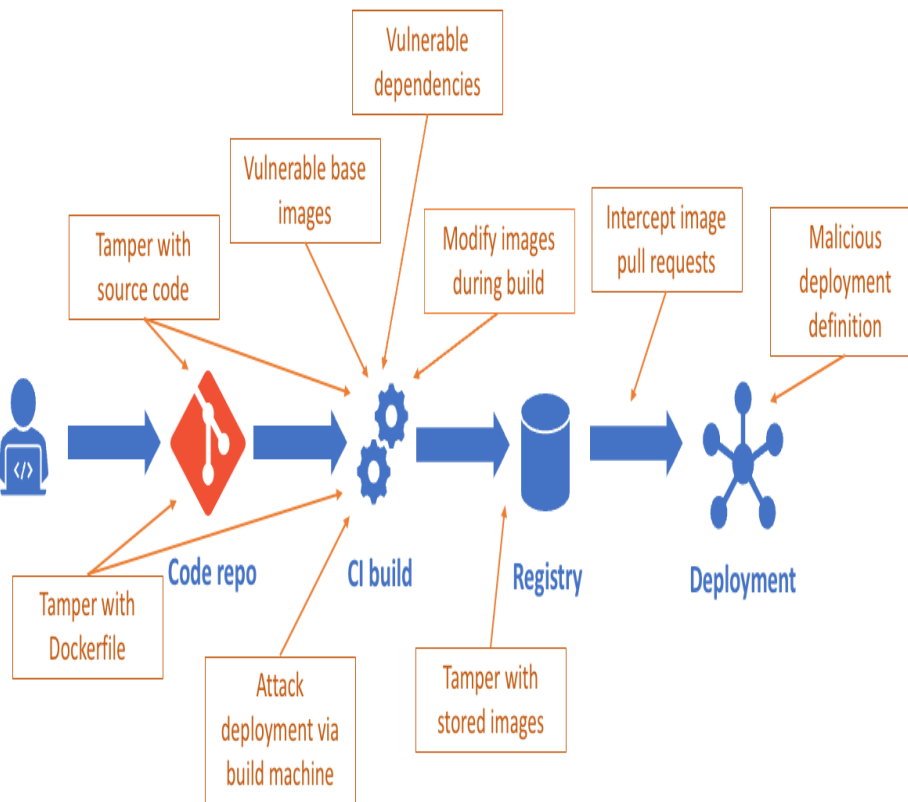 Vulnerable
dependencies
Vulnerable base
images
Tamper with
source code
Modify images
during build
Intercept image
pull requests
Malicious
deployment
definition
</>
Code repo
CI build
Registry
Deployment
Tamper with
Dockerfile
Attack
deployment via
build machine
Tamper with
stored images